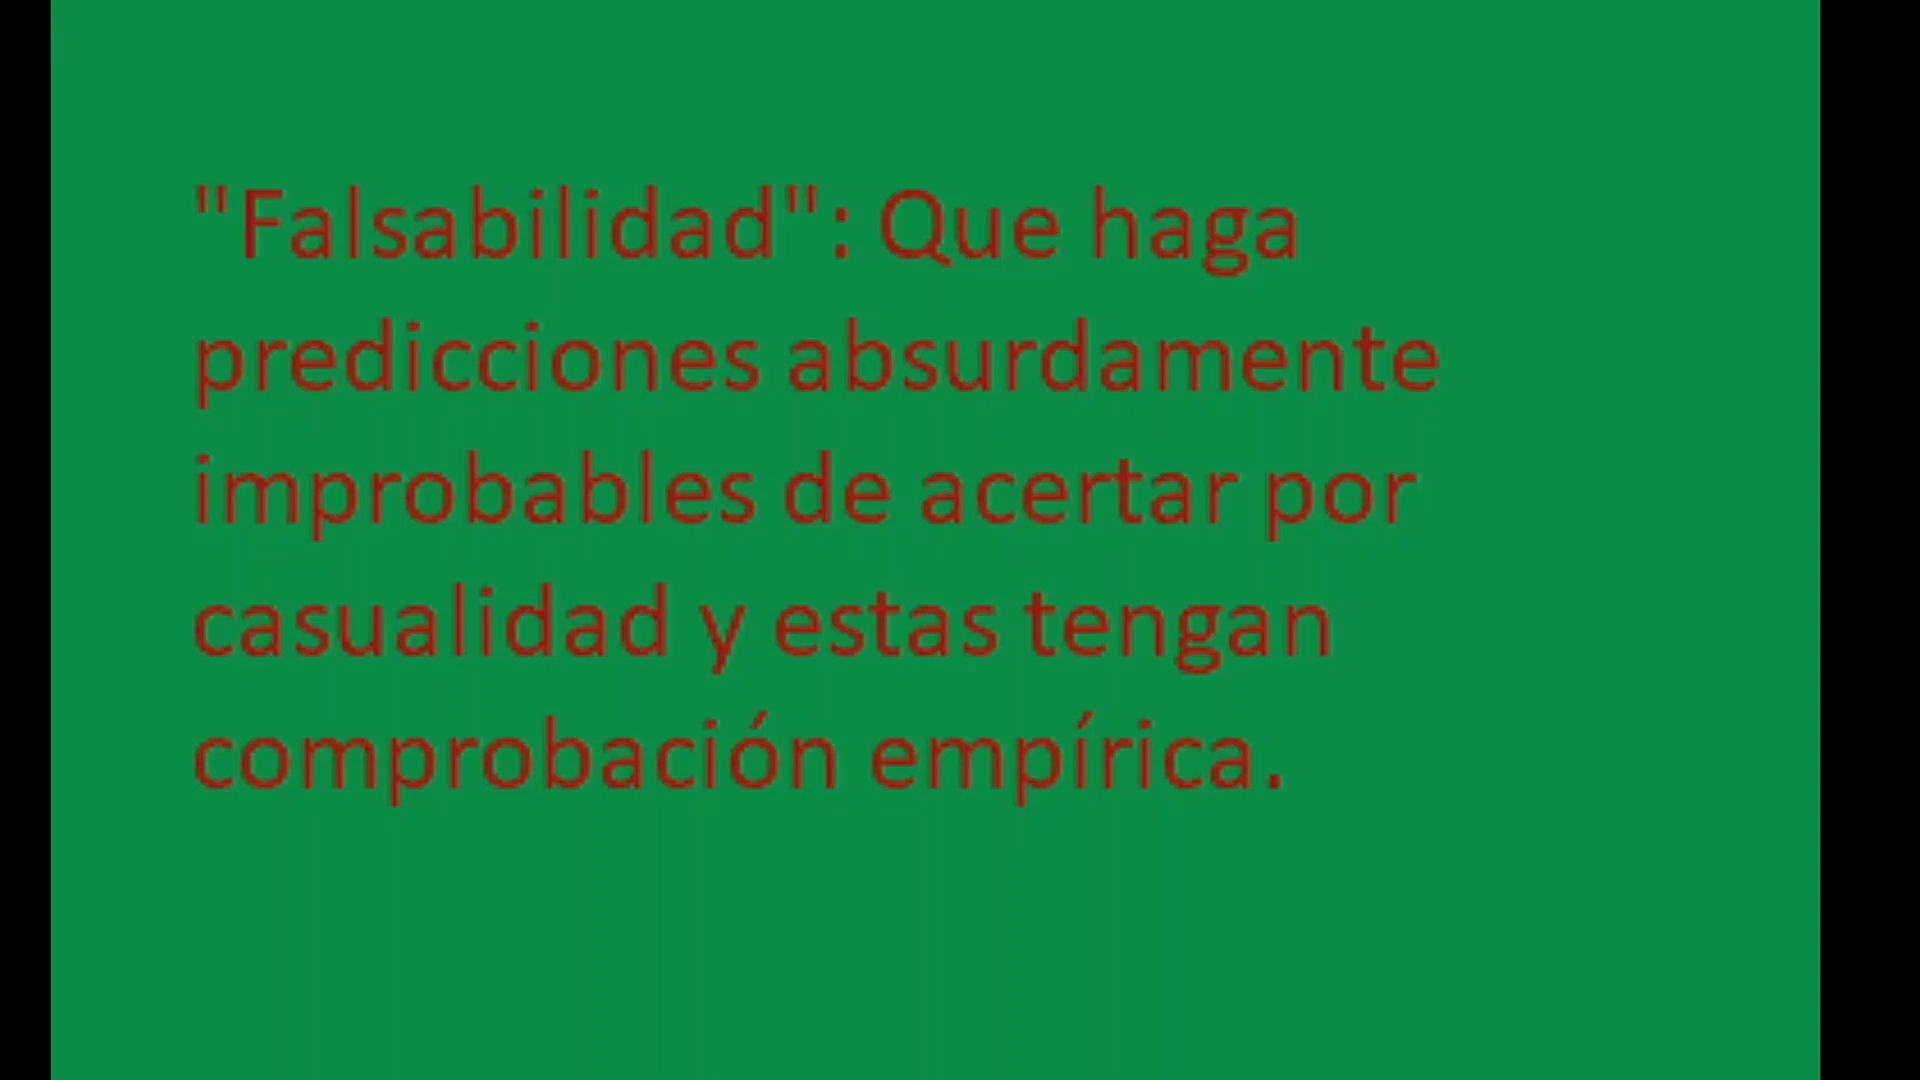 "Falsabilidad": Que haga
predicciones absurdamente
improbables de acertar por
casualidad y estas tengan
comprobación empírica.